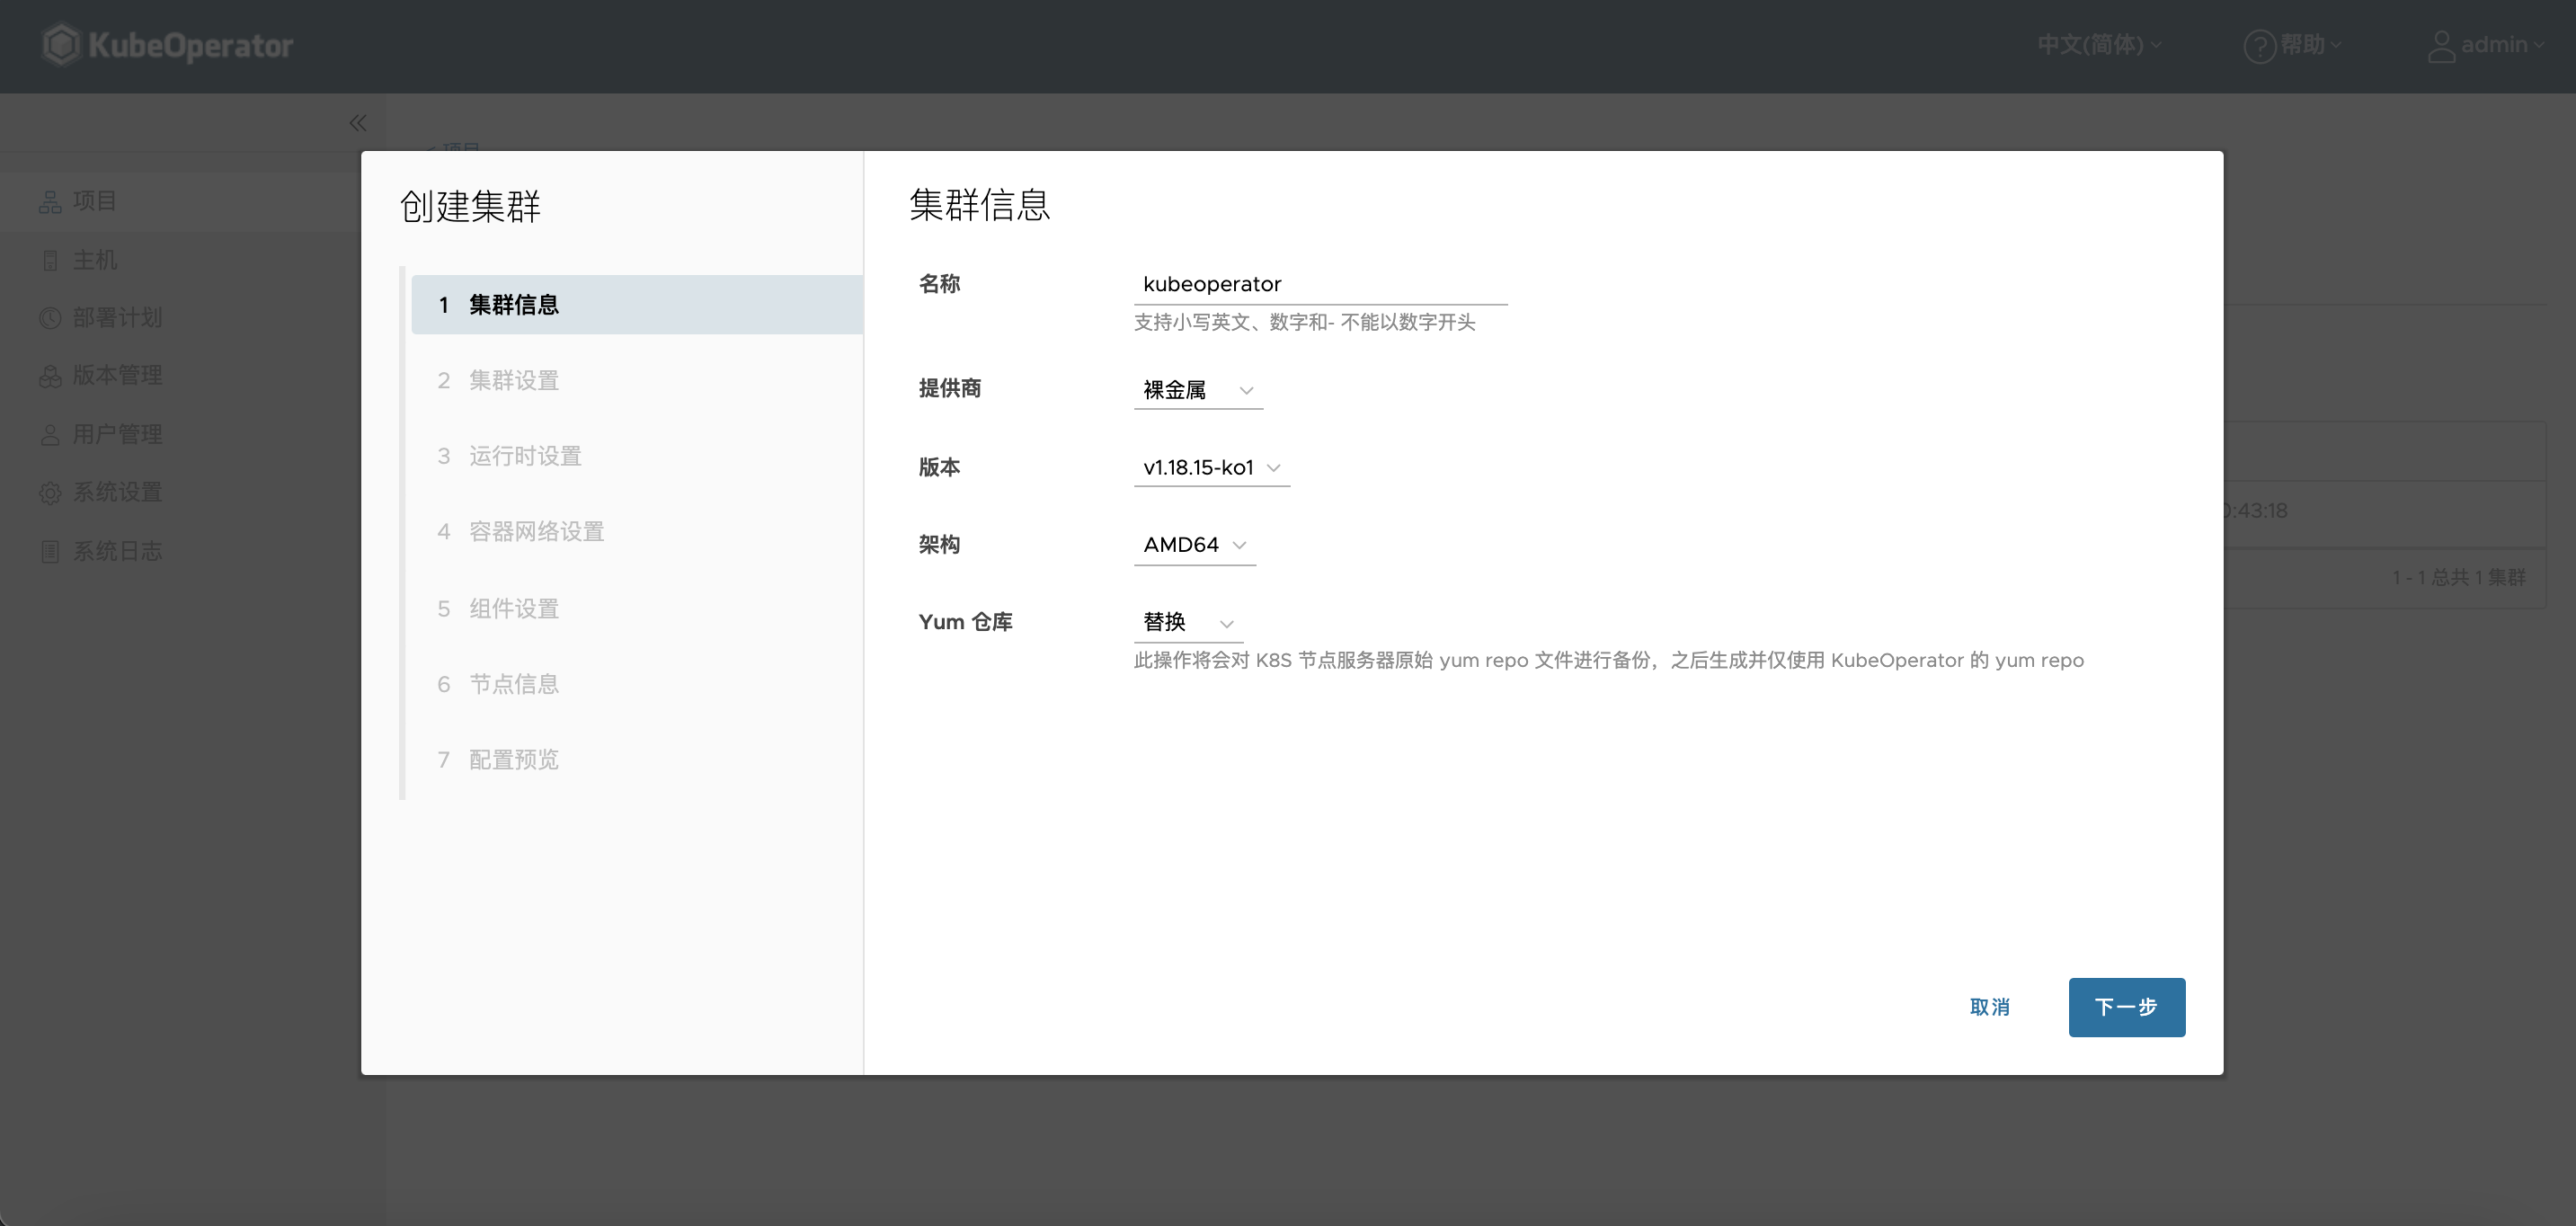 KubeOperator
中文(简体)
帮助
admin
项目
项目
主机
部署计划
版本管理
用户管理
系统设置
系统日志
创建集群
1 集群信息
2 集群设置
3 运行时设置
4 容器网络设置
5 组件设置
6 节点信息
7 配置预览
集群信息
名称 kubeoperator
支持小写英文、数字和- 不能以数字开头
提供商 裸金属
版本 v1.18.15-ko1
架构 AMD64
Yum 仓库 替换
此操作将会对 K8S 节点服务器原始 yum repo 文件进行备份，之后生成并仅使用 KubeOperator 的 yum repo
取消 下一步
:43:18
1 - 1 总共 1 集群